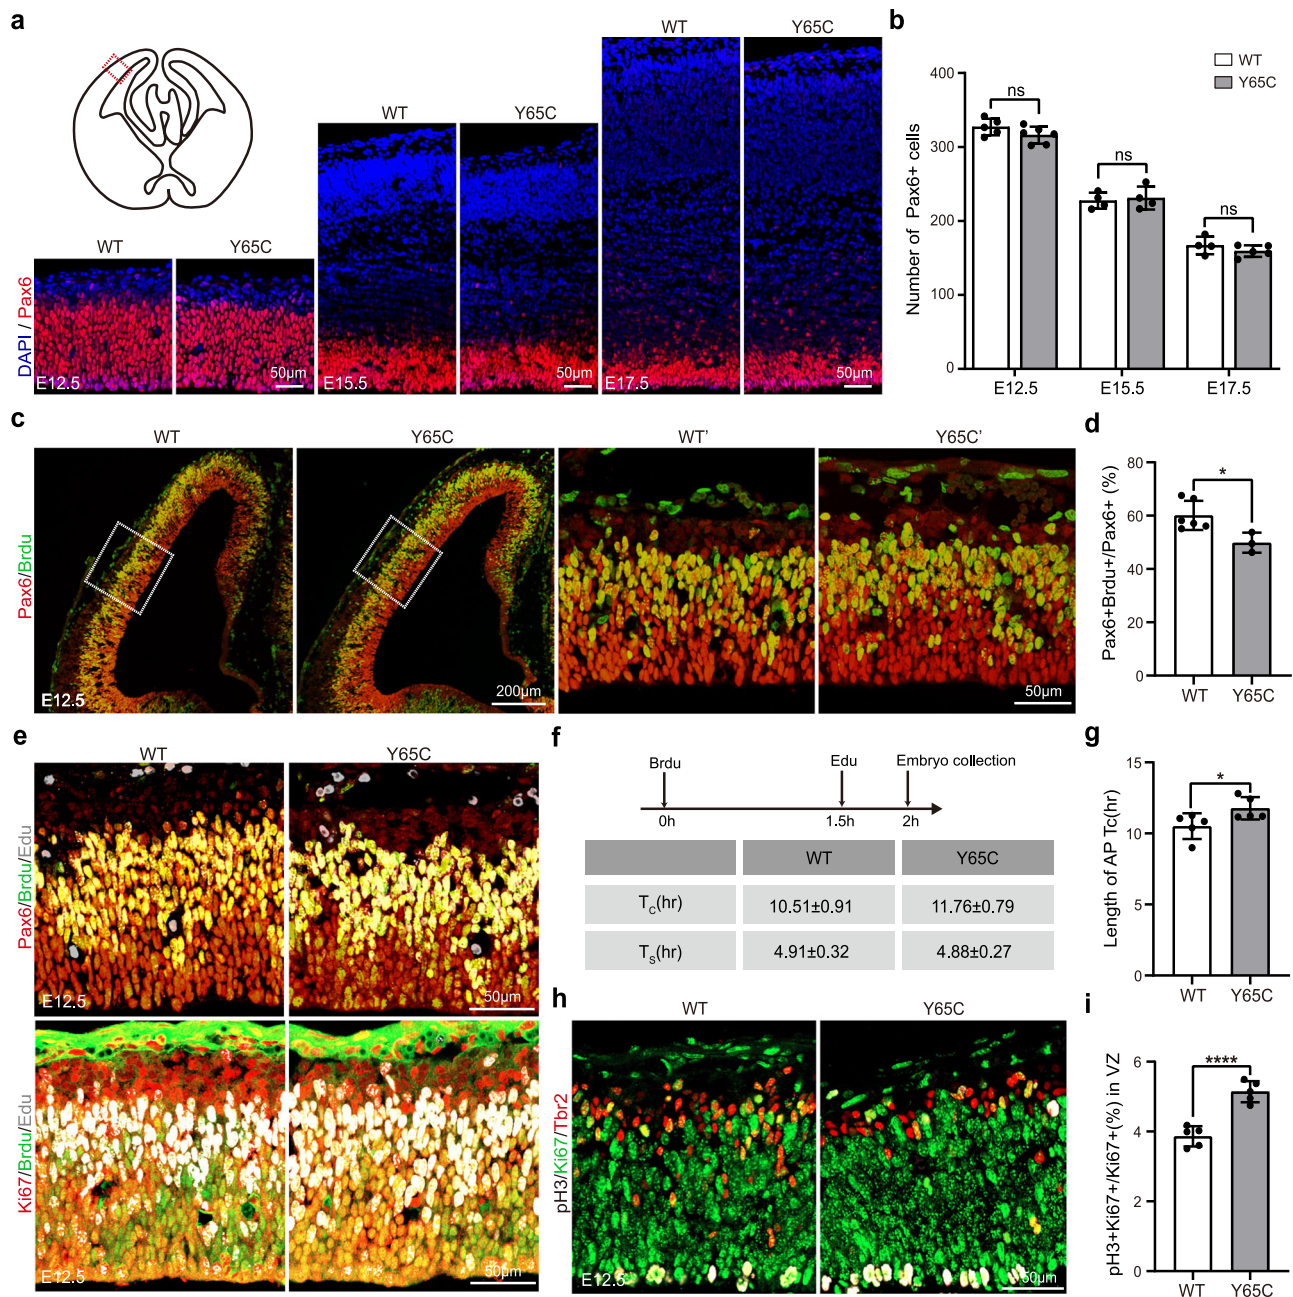 a
WT
Y65C
WT
Y65C
WT
Y65C
DAPI / Pax6
E12.5
50μm
E15.5
50μm
E17.5
50μm
b
WT
Y65C
Number of Pax6+ cells
400
300
200
100
0
ns
ns
ns
E12.5
E15.5
E17.5
c
WT
Y65C
WT'
Y65C'
Pax6/Brdu
E12.5
200μm
50μm
d
Pax6+Brdu+/Pax6+ (%)
80
60
40
20
0
*
WT
Y65C
e
WT
Y65C
Pax6/Brdu/Edu
E12.5
50μm
Ki67/Brdu/Edu
E12.5
50μm
f
Brdu
Edu
Embryo collection
0h
1.5h
2h
WT
Y65C
Tc(hr)
10.51±0.91
11.76±0.79
Ts(hr)
4.91±0.32
4.88±0.27
g
Length of AP Tc(hr)
15
10
5
0
*
WT
Y65C
h
WT
Y65C
pH3/Ki67/Tbr2
E12.5
50μm
i
pH3+Ki67+/Ki67+(%) in VZ
6
4
2
0
****
WT
Y65C